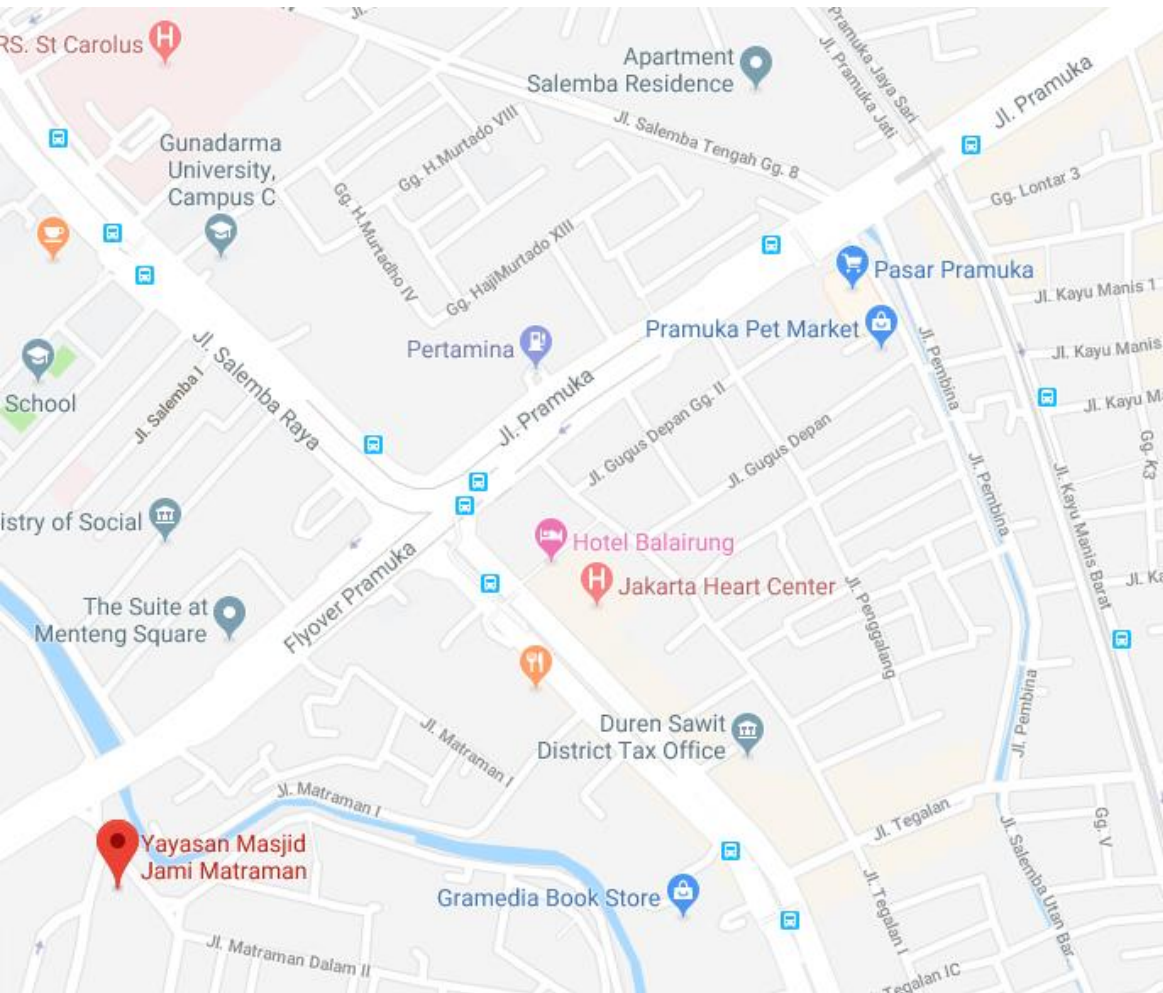 Jl.
RS. St Carolus
Apartment
Salemba Residence
Pramuka Jaya Sari
Jl. Pramuka Jati
Jl. Pramuka
Gunadarma
University,
Campus C
Gg. H.Murtado VIII
Jl. Salemba Tengah Gg. 8
Gg. H.Murtadho IV
Gg. HajiMurtado XIII
Gg. Lontar 3
Pasar Pramuka
Jl. Kayu Manis 1
Pramuka Pet Market
Pertamina
Jl. Kayu Manis
School
Jl. Salemba I
Jl. Salemba Raya
Jl. Pramuka
Jl. Pembina
Jl. Kayu M
Jl. Gugus Depan Gg. II
Jl. Gugus Depan
Gg. K3
Jl. Pembina
Jl. Kayu Manis Barat
istry of Social
Hotel Balairung
Jakarta Heart Center
Jl. Ka
Flyover Pramuka
The Suite at
Menteng Square
Jl. Penggalang
Jl. Pembina
Duren Sawit
District Tax Office
Jl. Matraman I
Jl. Matraman I
Jl. Tegalan
Gg. V
Yayasan Masjid
Jami Matraman
Gramedia Book Store
Jl. Salemba Utan Bar
Jl. Tegalan I
Jl. Matraman Dalam II
Tegalan IC